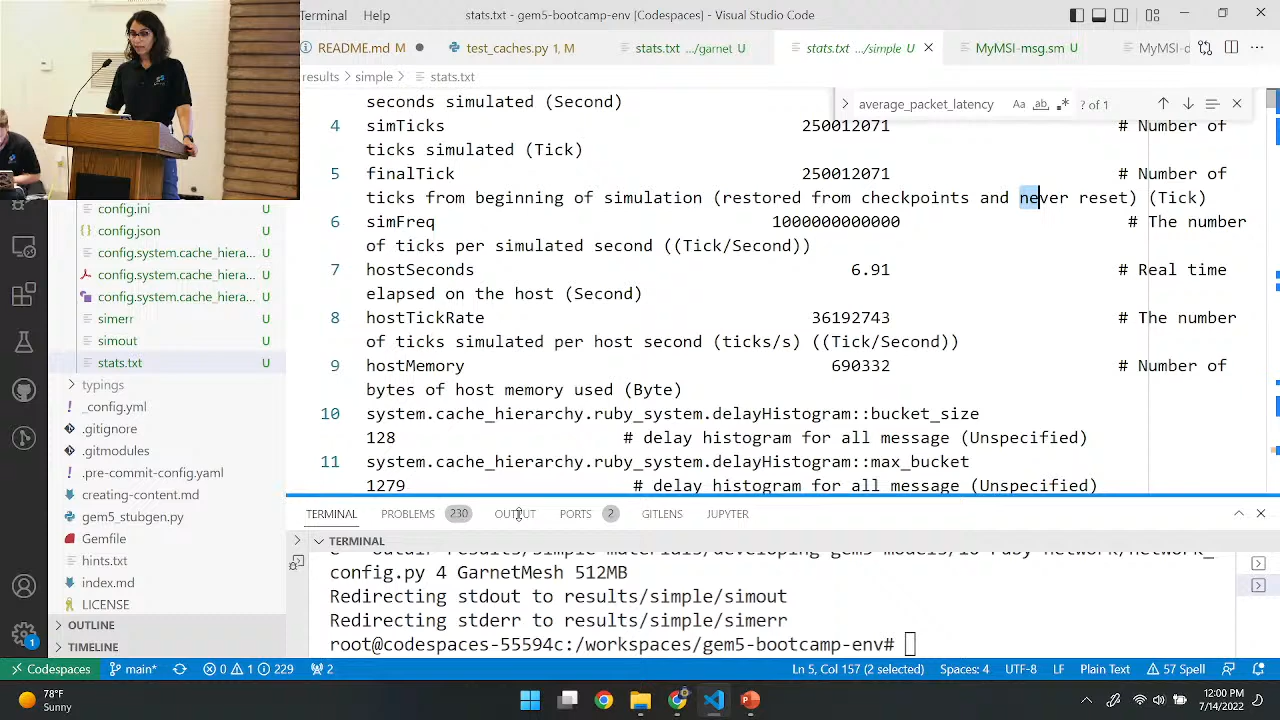 Terminal Help stats.txt - gem5-bootcamp-env [Codespaces] - Visual Studio Code
README.md M test_caches.py 1, M stats.txt .../garnet U stats.txt .../simple U MyMSI-msg.sm U
results > simple > stats.txt
average_packet_latency Aa ab ? of 1
seconds simulated (Second)
4 simTicks 250012071 # Number of
ticks simulated (Tick)
5 finalTick 250012071 # Number of
ticks from beginning of simulation (restored from checkpoints and never reset) (Tick)
6 simFreq 1000000000000 # The number
of ticks per simulated second ((Tick/Second))
7 hostSeconds 6.91 # Real time
elapsed on the host (Second)
8 hostTickRate 36192743 # The number
of ticks simulated per host second (ticks/s) ((Tick/Second))
9 hostMemory 690332 # Number of
bytes of host memory used (Byte)
10 system.cache_hierarchy.ruby_system.delayHistogram::bucket_size
128 # delay histogram for all message (Unspecified)
11 system.cache_hierarchy.ruby_system.delayHistogram::max_bucket
1279 # delay histogram for all message (Unspecified)
config.ini U
config.json U
config.system.cache_hiera... U
config.system.cache_hiera... U
config.system.cache_hiera... U
simerr U
simout U
stats.txt U
typings
_config.yml
.gitignore
.gitmodules
.pre-commit-config.yaml
creating-content.md
gem5_stubgen.py
Gemfile
hints.txt
index.md
LICENSE
OUTLINE
TIMELINE
TERMINAL PROBLEMS 230 OUTPUT PORTS 2 GITLENS JUPYTER
TERMINAL
config.py 4 GarnetMesh 512MB
Redirecting stdout to results/simple/simout
Redirecting stderr to results/simple/simerr
root@codespaces-55594c:/workspaces/gem5-bootcamp-env#
1
Codespaces main* 0 1 229 2 Ln 5, Col 157 (2 selected) Spaces: 4 UTF-8 LF Plain Text 57 Spell
78°F
Sunny
12:00 PM
7/14/2022